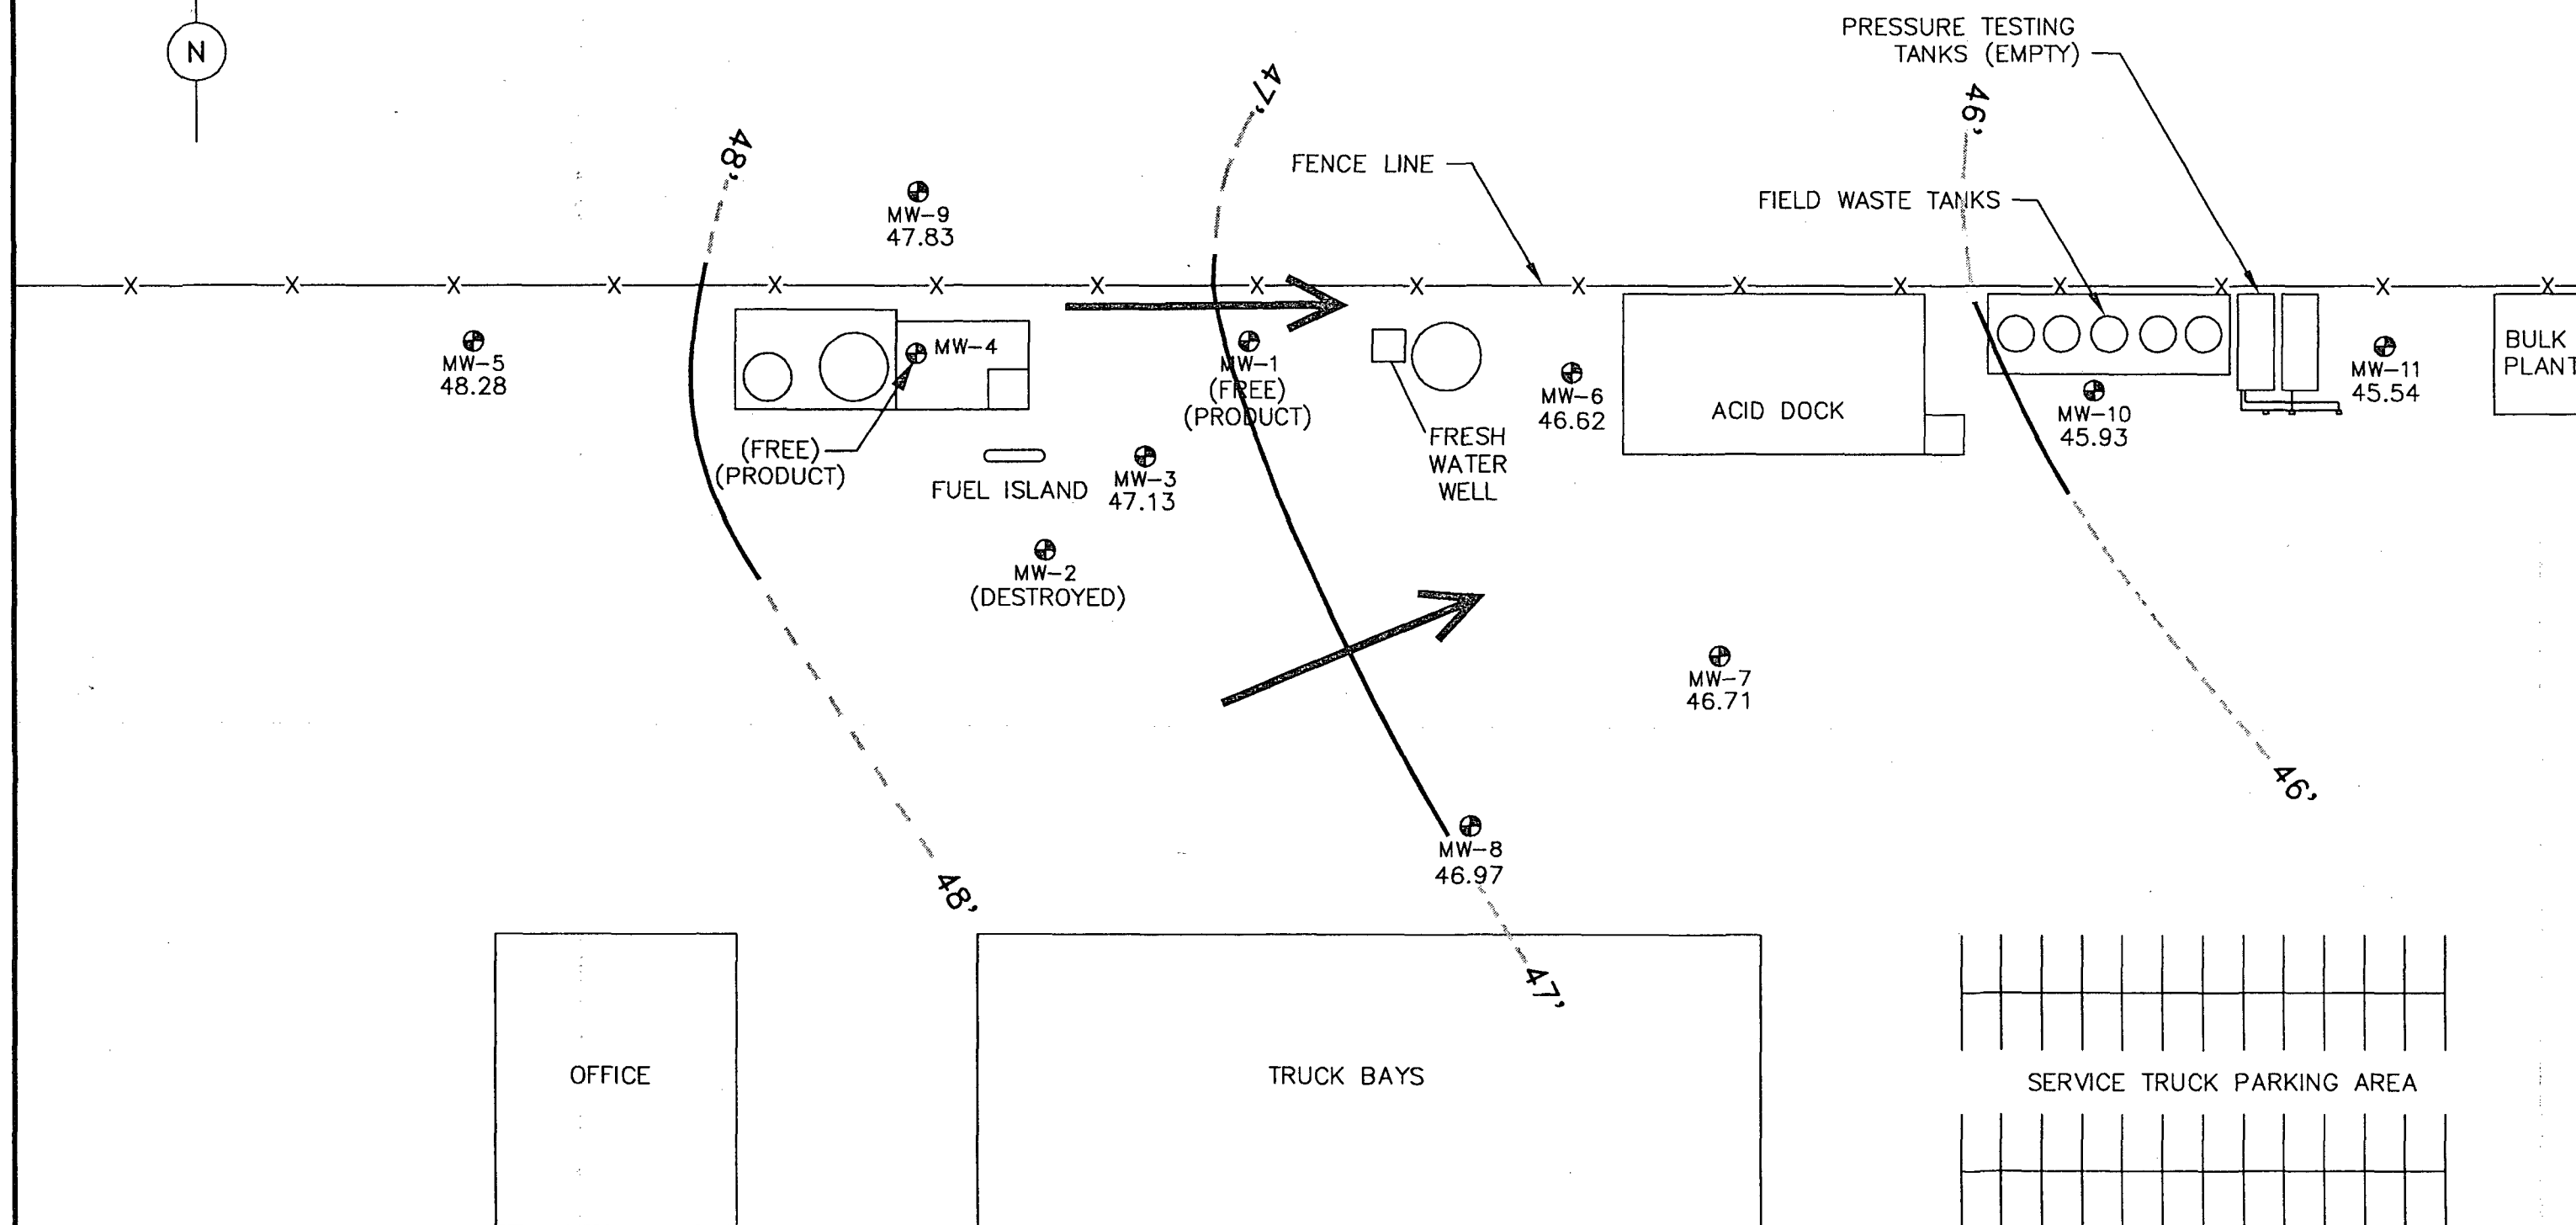 N
PRESSURE TESTING
TANKS (EMPTY)
47'
46'
48'
FENCE LINE
FIELD WASTE TANKS
MW-9
47.83
X X X X X X X X X X X X X X X X
MW-5
48.28
MW-4
(FREE)
(PRODUCT)
MW-1
(FREE)
(PRODUCT)
FRESH
WATER
WELL
MW-6
46.62
ACID DOCK
MW-10
45.93
MW-11
45.54
BULK
PLANT
FUEL ISLAND
MW-3
47.13
MW-2
(DESTROYED)
MW-7
46.71
46'
MW-8
46.97
48'
47'
OFFICE
TRUCK BAYS
SERVICE TRUCK PARKING AREA